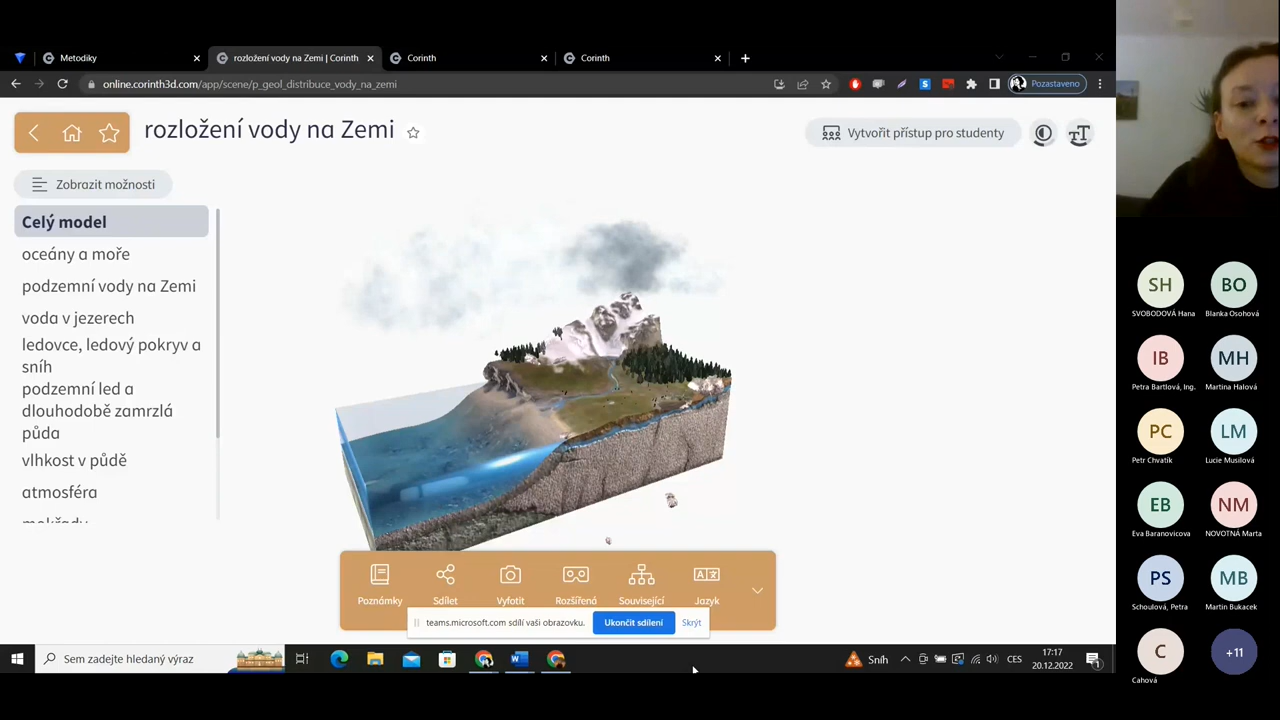 Metodiky
rozložení vody na Zemi | Corinth
Corinth
Corinth
online.corinth3d.com/app/scene/p_geol_distribuce_vody_na_zemi
Pozastaveno
rozložení vody na Zemi
Vytvořit přístup pro studenty
Zobrazit možnosti
Celý model
oceány a moře
podzemní vody na Zemi
voda v jezerech
ledovce, ledový pokryv a
sníh
podzemní led a
dlouhodobě zamrzlá
půda
vlhkost v půdě
atmosféra
mokřady
Poznámky
Sdílet
Vyfotit
Rozšířená
Související
Jazyk
teams.microsoft.com sdílí vaši obrazovku.
Ukončit sdílení
Skrýt
Sem zadejte hledaný výraz
Sníh
CES
17:17
20.12.2022
1
SH
SVOBODOVÁ Hana
BO
Blanka Osohová
IB
Petra Bartlová, Ing.
MH
Martina Halová
PC
Petr Chvatík
LM
Lucie Musilová
EB
Eva Baranovicova
NM
NOVOTNÁ Marta
PS
Schoulová, Petra
MB
Martin Bukacek
C
Cahová
+11